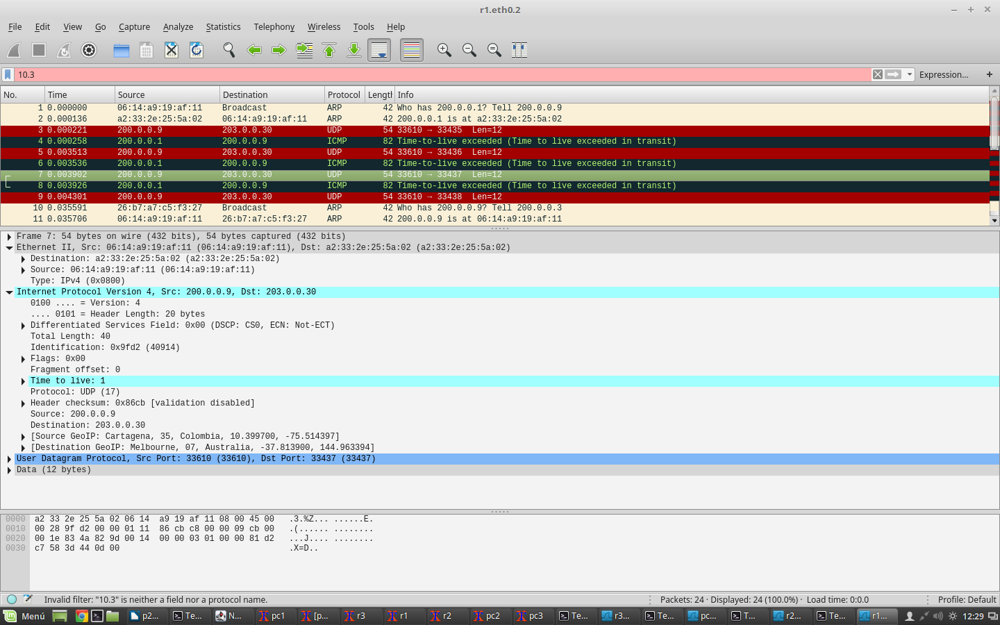 r1.eth0.2
File Edit View Go Capture Analyze Statistics Telephony Wireless Tools Help
10.3 Expression... +
No. Time Source Destination Protocol Length Info
1 0.000000 06:14:a9:19:af:11 Broadcast ARP 42 Who has 200.0.0.1? Tell 200.0.0.9
2 0.000136 a2:33:2e:25:5a:02 06:14:a9:19:af:11 ARP 42 200.0.0.1 is at a2:33:2e:25:5a:02
3 0.000221 200.0.0.9 203.0.0.30 UDP 54 33610 → 33435 Len=12
4 0.000258 200.0.0.1 200.0.0.9 ICMP 82 Time-to-live exceeded (Time to live exceeded in transit)
5 0.003513 200.0.0.9 203.0.0.30 UDP 54 33610 → 33436 Len=12
6 0.003536 200.0.0.1 200.0.0.9 ICMP 82 Time-to-live exceeded (Time to live exceeded in transit)
7 0.003902 200.0.0.9 203.0.0.30 UDP 54 33610 → 33437 Len=12
8 0.003926 200.0.0.1 200.0.0.9 ICMP 82 Time-to-live exceeded (Time to live exceeded in transit)
9 0.004301 200.0.0.9 203.0.0.30 UDP 54 33610 → 33438 Len=12
10 0.035591 26:b7:a7:c5:f3:27 Broadcast ARP 42 Who has 200.0.0.9? Tell 200.0.0.3
11 0.035706 06:14:a9:19:af:11 26:b7:a7:c5:f3:27 ARP 42 200.0.0.9 is at 06:14:a9:19:af:11
Frame 7: 54 bytes on wire (432 bits), 54 bytes captured (432 bits)
Ethernet II, Src: 06:14:a9:19:af:11 (06:14:a9:19:af:11), Dst: a2:33:2e:25:5a:02 (a2:33:2e:25:5a:02)
Destination: a2:33:2e:25:5a:02 (a2:33:2e:25:5a:02)
Source: 06:14:a9:19:af:11 (06:14:a9:19:af:11)
Type: IPv4 (0x0800)
Internet Protocol Version 4, Src: 200.0.0.9, Dst: 203.0.0.30
0100 .... = Version: 4
.... 0101 = Header Length: 20 bytes
Differentiated Services Field: 0x00 (DSCP: CS0, ECN: Not-ECT)
Total Length: 40
Identification: 0x9fd2 (40914)
Flags: 0x00
Fragment offset: 0
Time to live: 1
Protocol: UDP (17)
Header checksum: 0x86cb [validation disabled]
Source: 200.0.0.9
Destination: 203.0.0.30
[Source GeoIP: Cartagena, 35, Colombia, 10.399700, -75.514397]
[Destination GeoIP: Melbourne, 07, Australia, -37.813900, 144.963394]
User Datagram Protocol, Src Port: 33610 (33610), Dst Port: 33437 (33437)
Data (12 bytes)
0000 a2 33 2e 25 5a 02 06 14 a9 19 af 11 08 00 45 00 .3.%Z... ......E.
0010 00 28 9f d2 00 00 01 11 86 cb c8 00 00 09 cb 00 .(...... ........
0020 00 1e 83 4a 82 9d 00 14 00 00 03 01 00 00 81 d2 ...J.... ........
0030 c7 58 3d 44 0d 00 .X=D..
Invalid filter: "10.3" is neither a field nor a protocol name. Packets: 24 · Displayed: 24 (100.0%) · Load time: 0:0.0 Profile: Default
Menú p2... Te... N... pc1 [p... r3 r1 r2 pc2 pc3 Te... r3... Te... pc... T... r2... Te... r1... 12:29